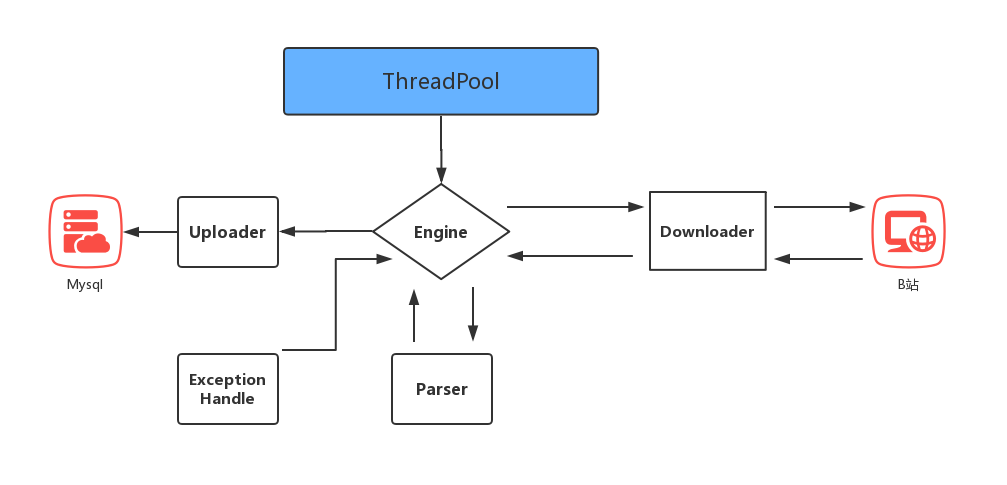 ThreadPool
Uploader
Engine
Downloader
Mysql
B站
Exception
Handle
Parser